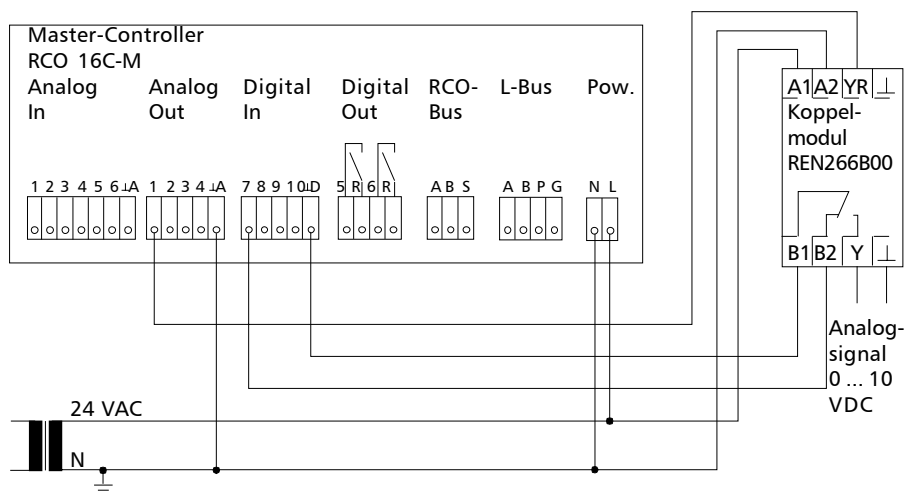 Master-Controller
RCO 16C-M
Analog In
Analog Out
Digital In
Digital Out
RCO-Bus
L-Bus
Pow.
1 2 3 4 5 6 ⊥A
1 2 3 4 ⊥A
7 8 9 10 ⊥D
5 R 6 R
A B S
A B P G
N L
A1 A2 YR ⊥
Koppel-
modul
REN266B00
B1 B2 Y ⊥
Analog-
signal
0 ... 10
VDC
24 VAC
N